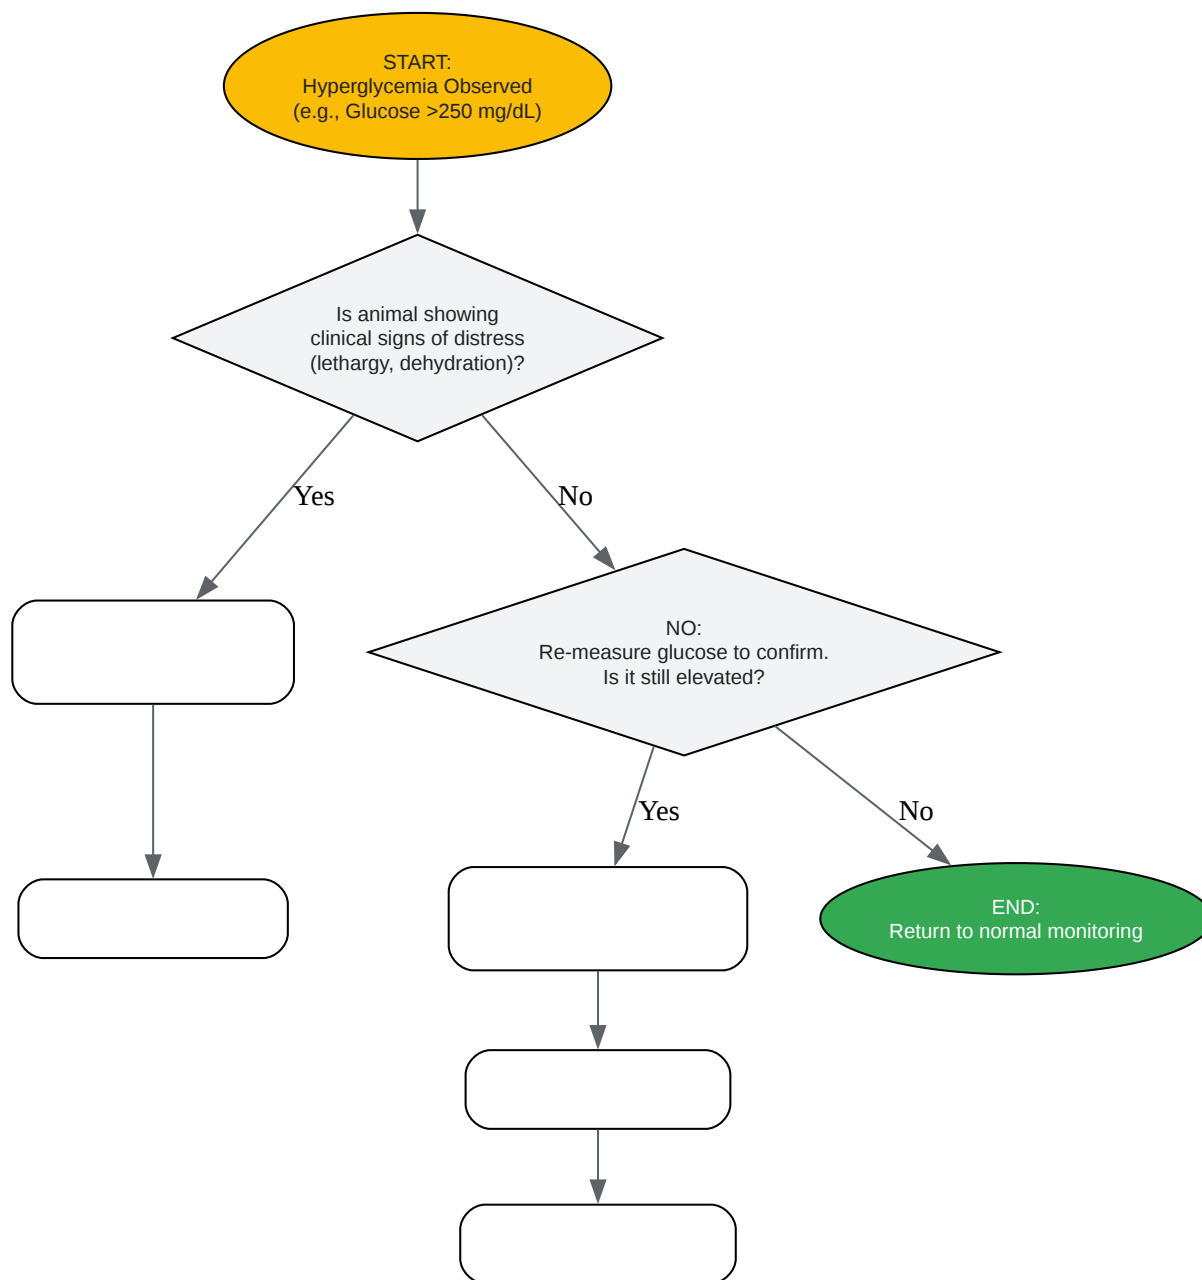 START:
Hyperglycemia Observed
(e.g., Glucose >250 mg/dL)
Is animal showing
clinical signs of distress
(lethargy, dehydration)?
Yes
No
NO:
Re-measure glucose to confirm.
Is it still elevated?
Yes
No
END:
Return to normal monitoring